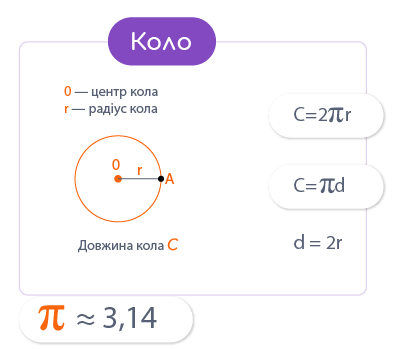 Коло
0 — центр кола
r — радіус кола
0
r
A
Довжина кола C
C=2πr
C=πd
d = 2r
π ≈ 3,14